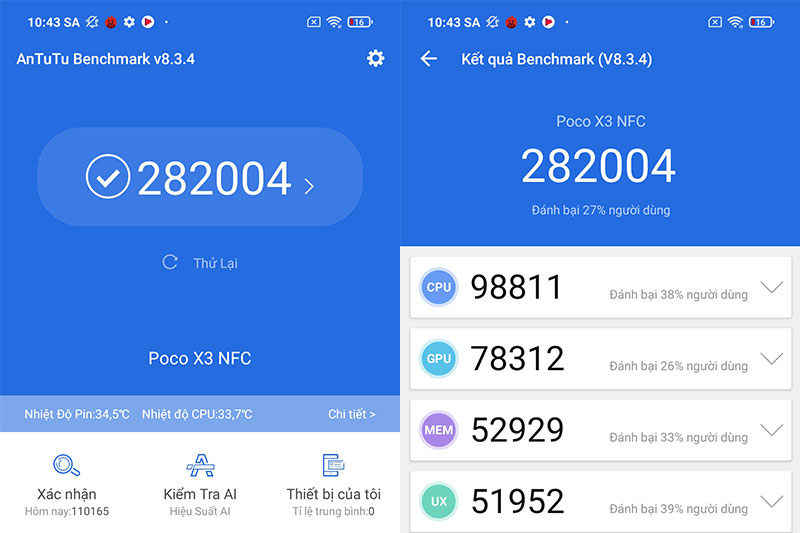 10:43 SA
16
AnTuTu Benchmark v8.3.4
282004
Thử Lại
Poco X3 NFC
Nhiệt Độ Pin:34,5℃ Nhiệt độ CPU:33,7℃ Chi tiết >
Xác nhận
Hôm nay:110165
Kiểm Tra AI
Hiệu Suất AI
Thiết bị của tôi
Tỉ lệ trung bình:0
10:43 SA
16
Kết quả Benchmark (V8.3.4)
Poco X3 NFC
282004
Đánh bại 27% người dùng
CPU 98811 Đánh bại 38% người dùng
GPU 78312 Đánh bại 26% người dùng
MEM 52929 Đánh bại 33% người dùng
UX 51952 Đánh bại 39% người dùng